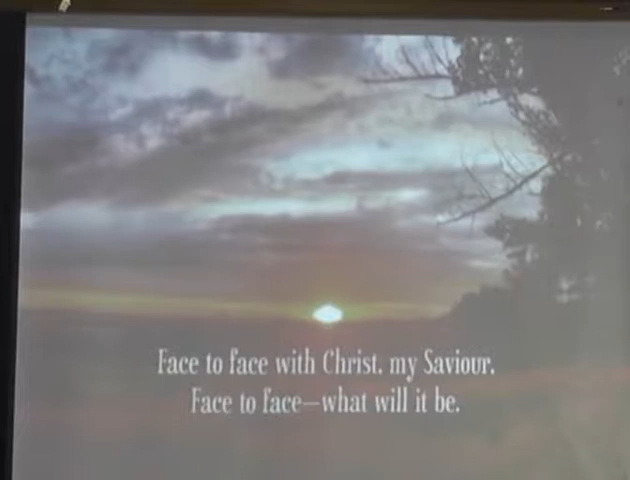 Face to face with Christ, my Saviour,
Face to face—what will it be,